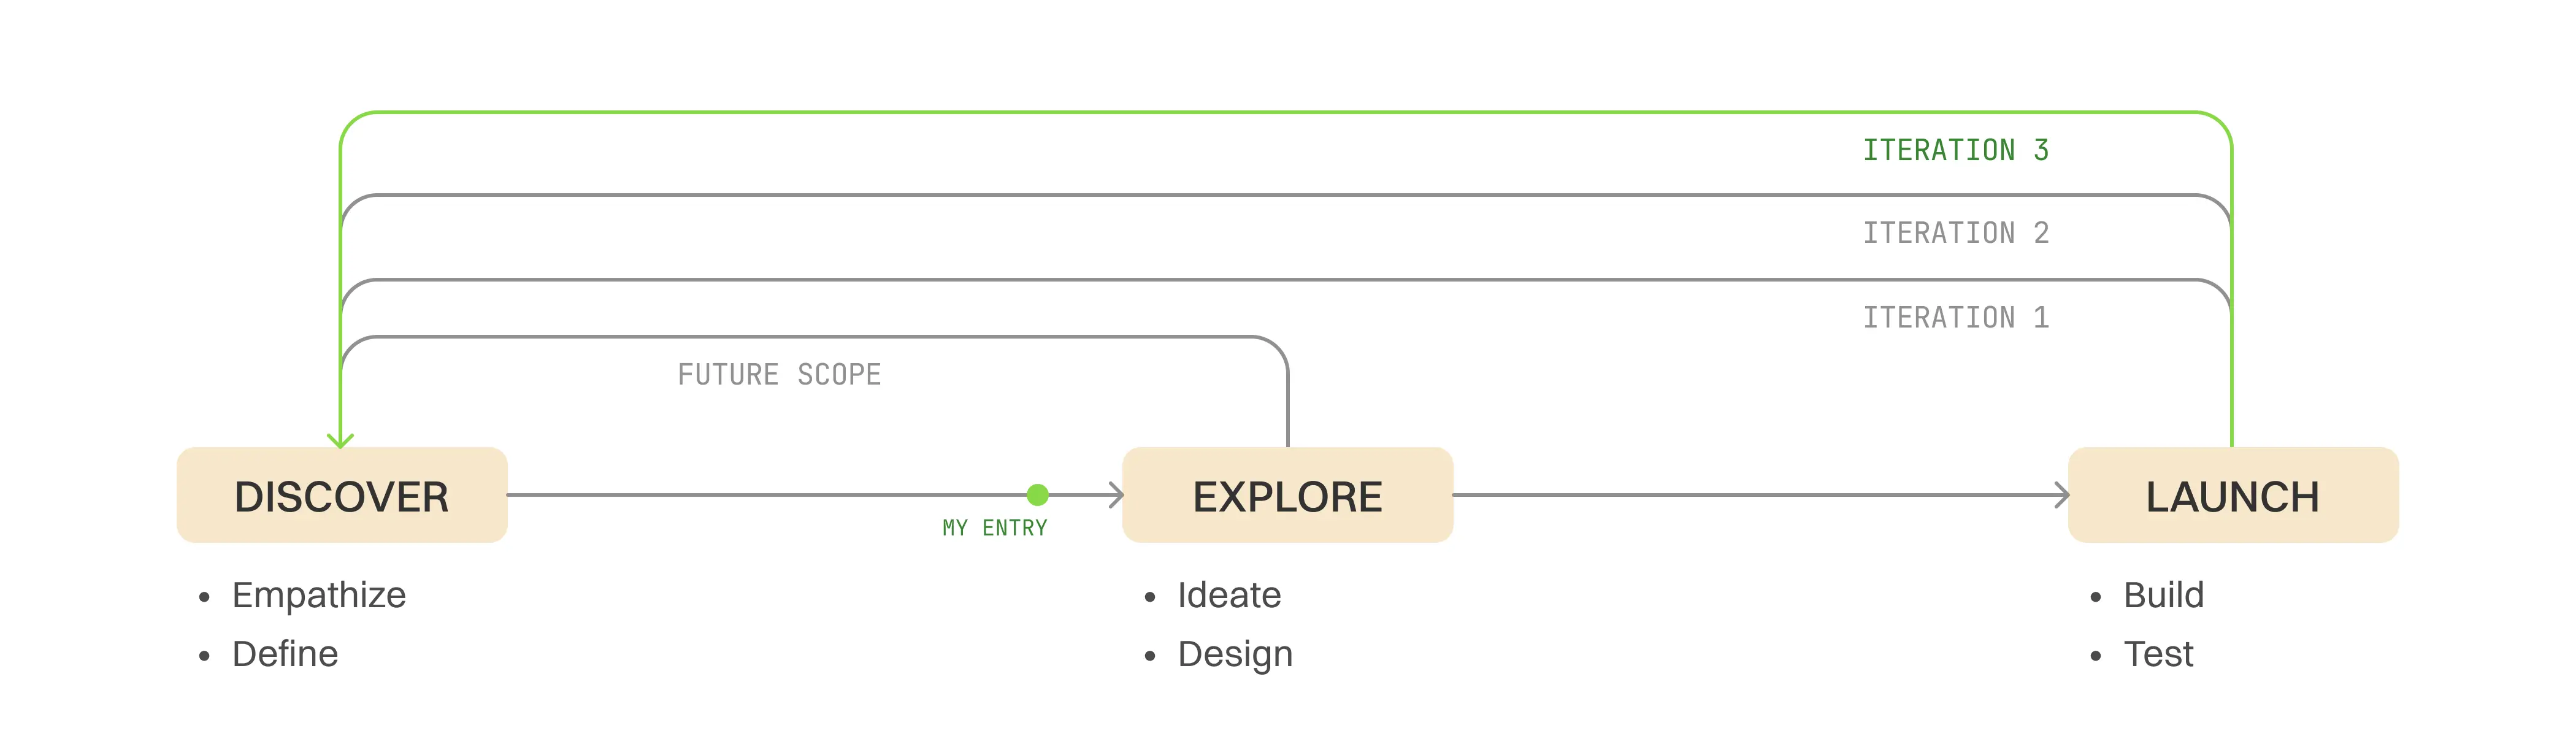 ITERATION 3
ITERATION 2
ITERATION 1
FUTURE SCOPE
DISCOVER
MY ENTRY
EXPLORE
LAUNCH
• Empathize
• Define
• Ideate
• Design
• Build
• Test